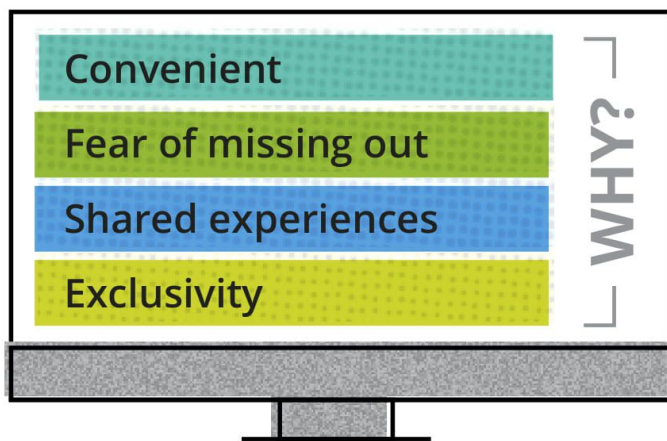 Convenient
Fear of missing out
Shared experiences
Exclusivity
WHY?